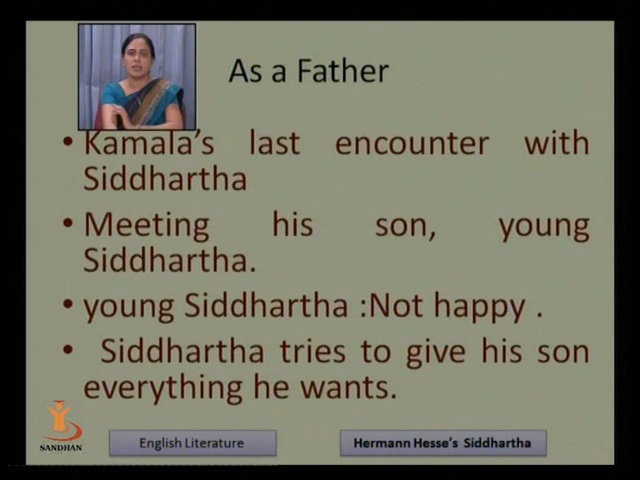 As a Father
• Kamala's last encounter with
Siddhartha
• Meeting his son, young
Siddhartha.
• young Siddhartha :Not happy .
• Siddhartha tries to give his son
everything he wants.
SANDHAN
English Literature
Hermann Hesse's Siddhartha